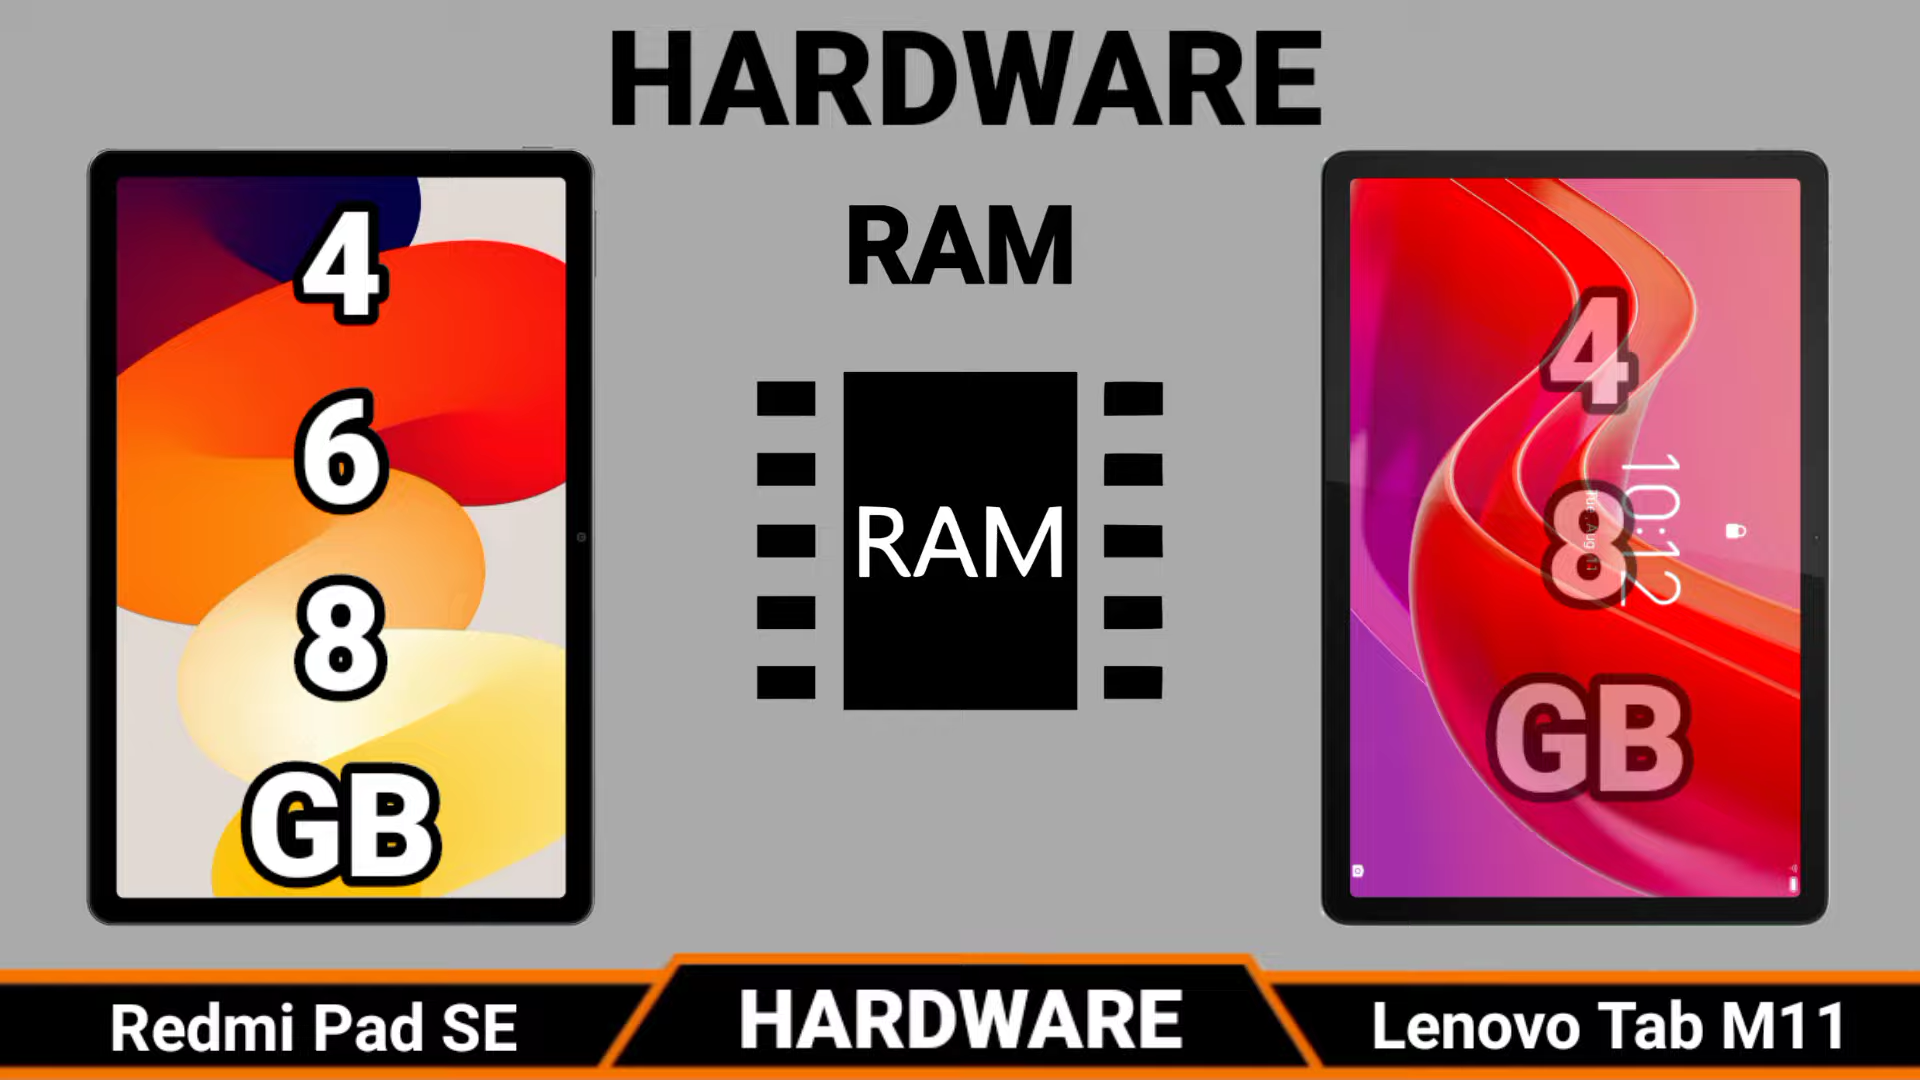 HARDWARE
RAM
4
6
8
GB
RAM
4
8
GB
10:12
Redmi Pad SE
HARDWARE
Lenovo Tab M11